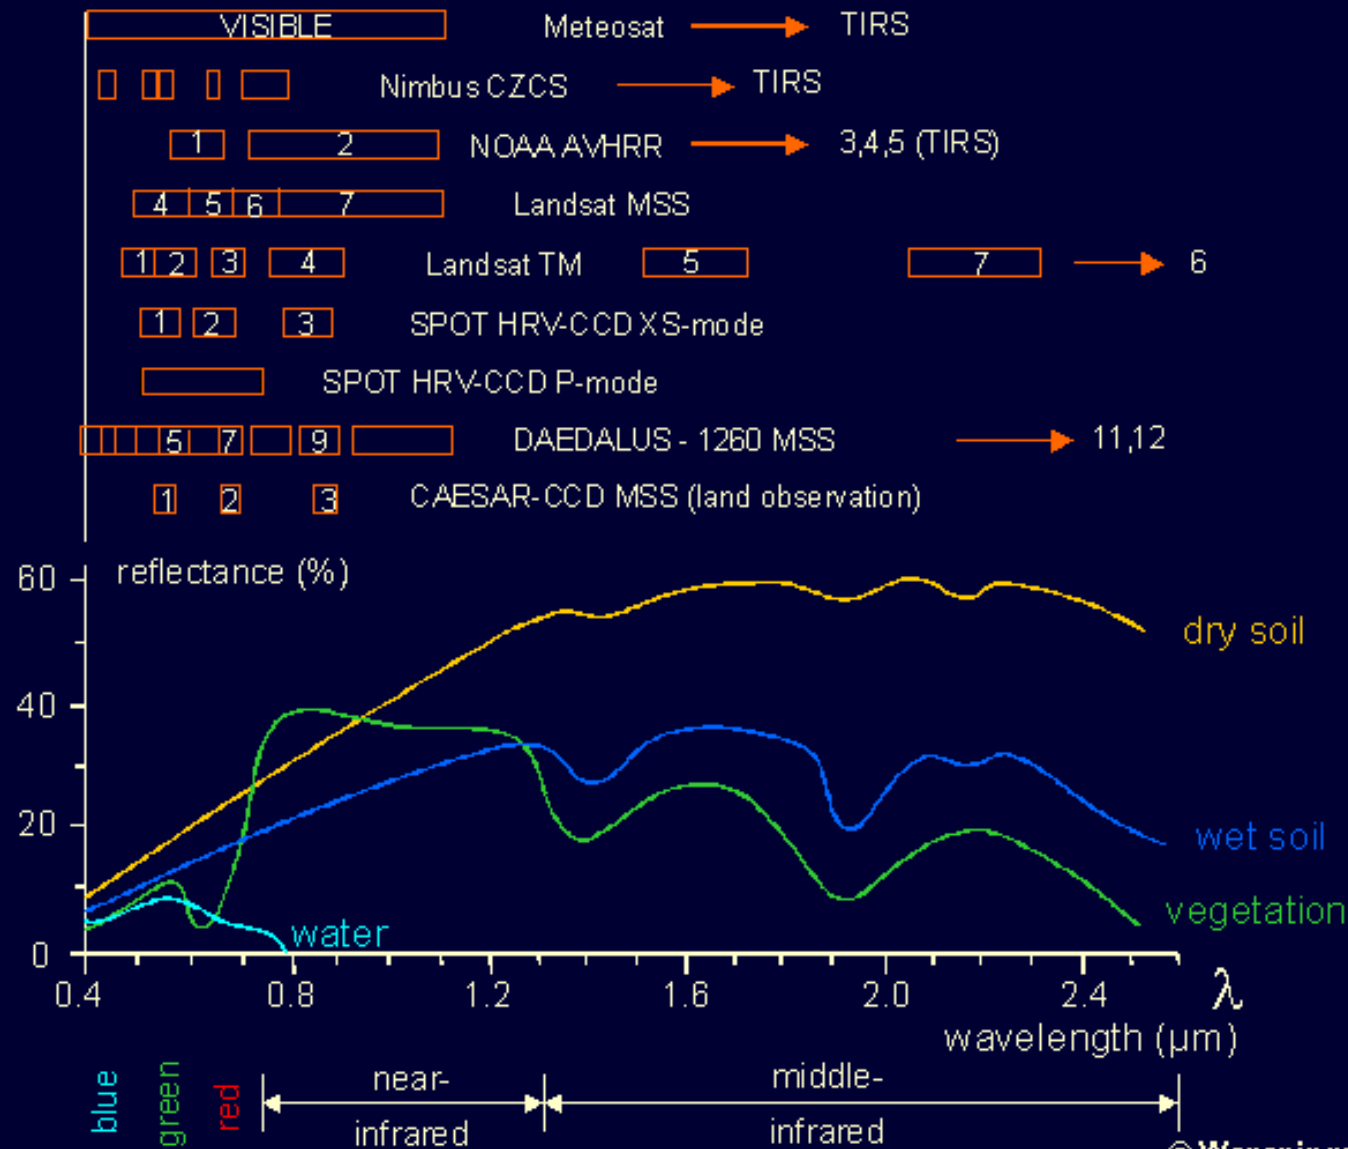 VISIBLE Meteosat TIRS
Nimbus CZCS TIRS
1 2 NOAA AVHRR 3,4,5 (TIRS)
4 5 6 7 Landsat MSS
1 2 3 4 Landsat TM 5 7 6
1 2 3 SPOT HRV-CCD XS-mode
SPOT HRV-CCD P-mode
5 7 9 DAEDALUS - 1260 MSS 11,12
1 2 3 CAESAR-CCD MSS (land observation)
reflectance (%)
60
40
20
0
dry soil
wet soil
vegetation
water
0.4 0.8 1.2 1.6 2.0 2.4 λ
wavelength (µm)
blue
green
red
near-
infrared
middle-
infrared